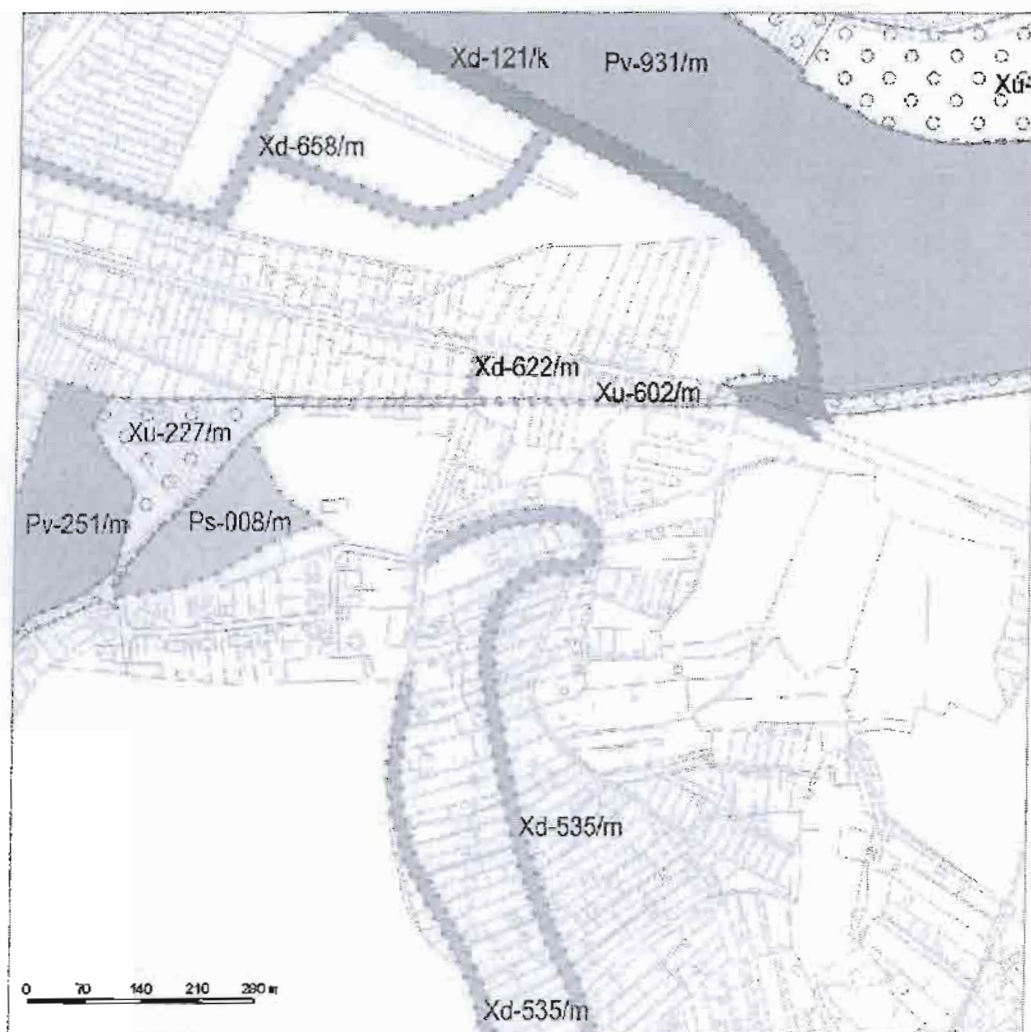 Xd-121/k
Pv-931/m
Xu-
Xd-658/m
Xd-622/m
Xu-602/m
Xu-227/m
Pv-251/m
Ps-008/m
Xd-535/m
0 70 140 210 280 m
Xd-535/m